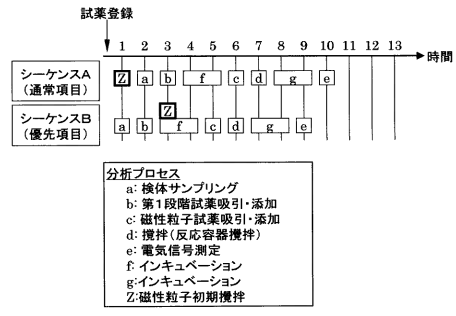 試薬登録
1 2 3 4 5 6 7 8 9 10 11 12 13
時間
シーケンスA
(通常項目)
Z a b f c d g e
シーケンスB
(優先項目)
Z
a b f c d g e
分析プロセス
a: 検体サンプリング
b: 第1段階試薬吸引・添加
c: 磁性粒子試薬吸引・添加
d: 撹拌(反応容器撹拌)
e: 電気信号測定
f: インキュベーション
g: インキュベーション
Z: 磁性粒子初期撹拌